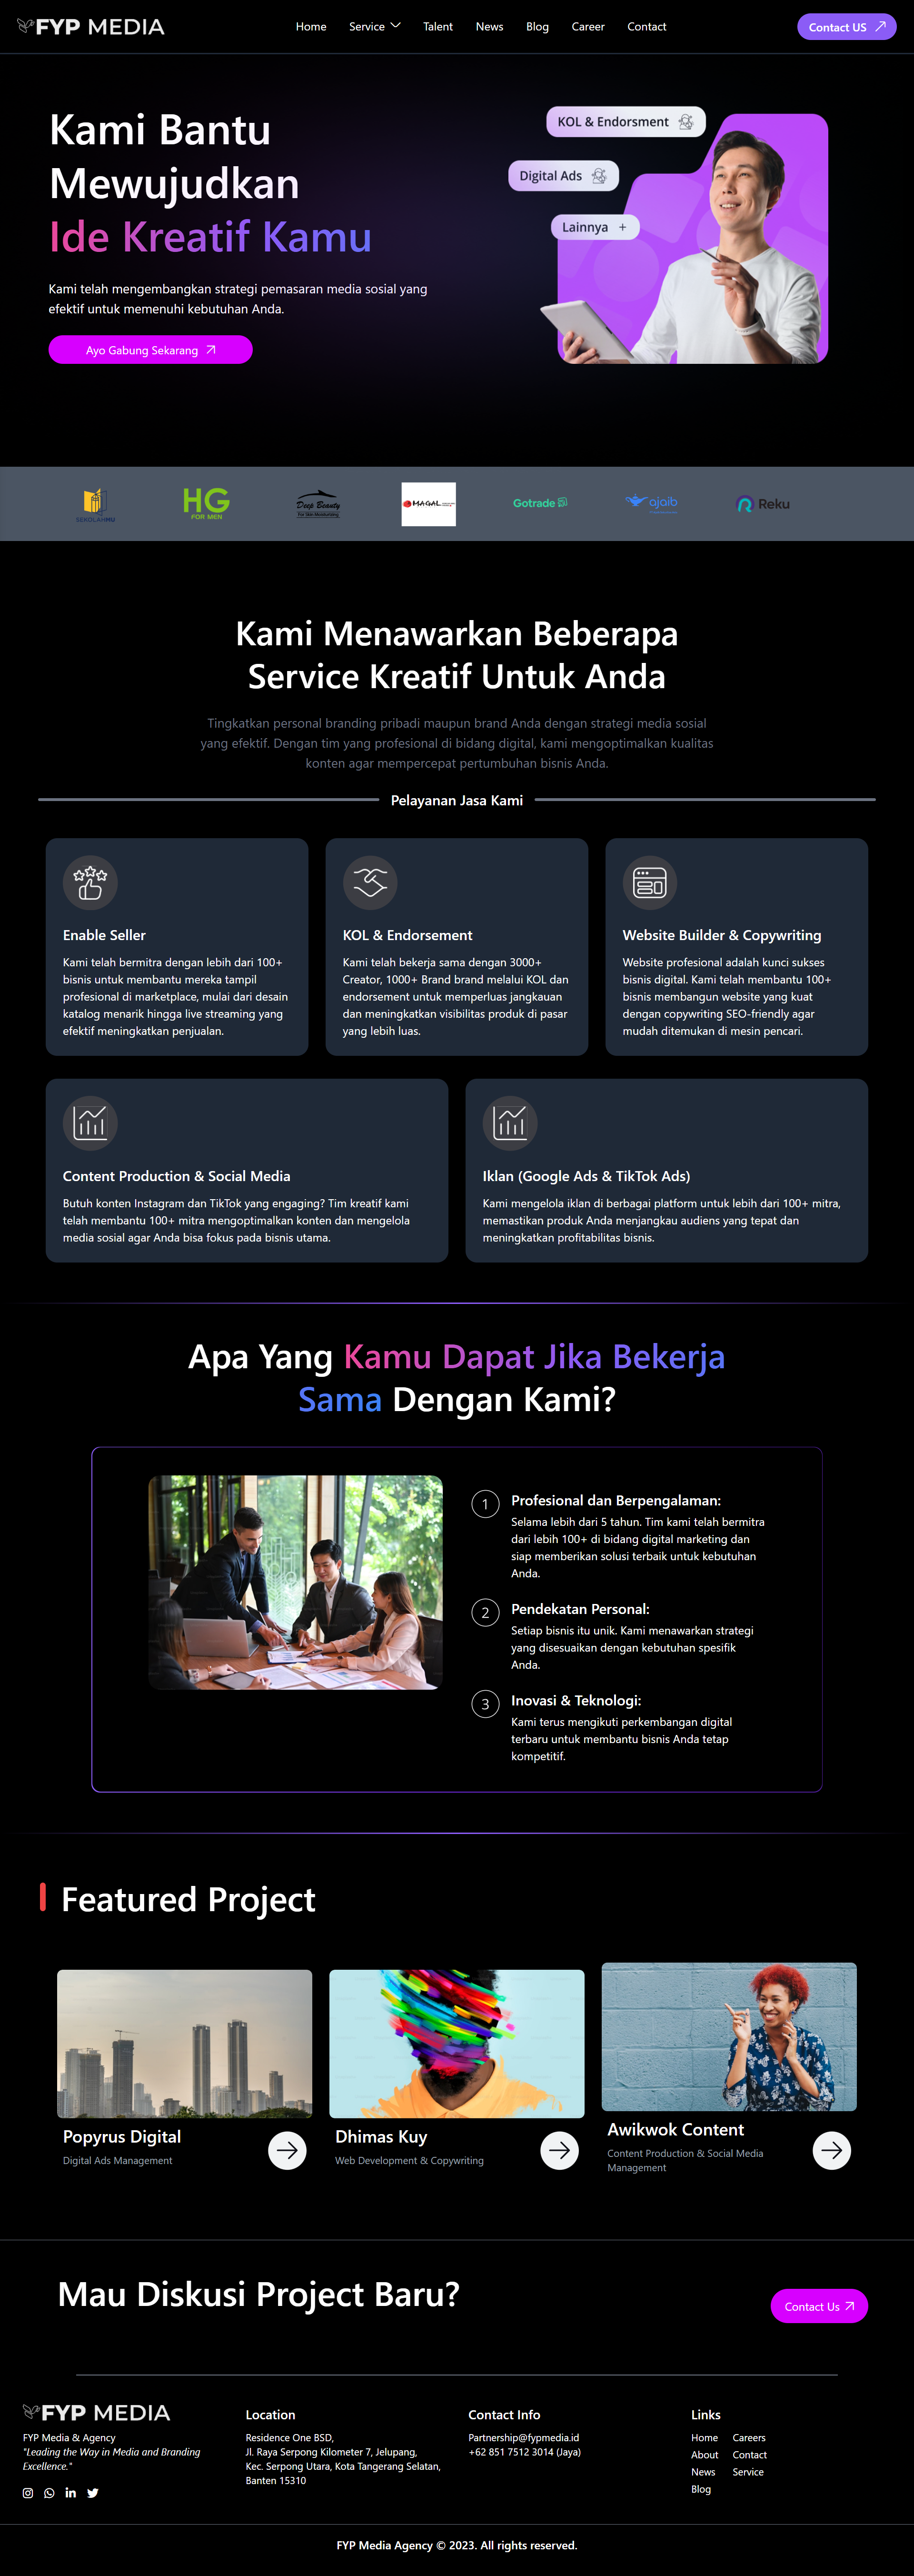 FYP MEDIA
Home Service Talent News Blog Career Contact
Contact US
Kami Bantu
Mewujudkan
Ide Kreatif Kamu
Kami telah mengembangkan strategi pemasaran media sosial yang
efektif untuk memenuhi kebutuhan Anda.
Ayo Gabung Sekarang
KOL & Endorsment
Digital Ads
Lainnya +
SEKOLAHMU
HG
FOR MEN
Deep Beauty
MAGAL
Gotrade
ajaib
Reku
Kami Menawarkan Beberapa
Service Kreatif Untuk Anda
Tingkatkan personal branding pribadi maupun brand Anda dengan strategi media sosial
yang efektif. Dengan tim yang profesional di bidang digital, kami mengoptimalkan kualitas
konten agar mempercepat pertumbuhan bisnis Anda.
Pelayanan Jasa Kami
Enable Seller
Kami telah bermitra dengan lebih dari 100+
bisnis untuk membantu mereka tampil
profesional di marketplace, mulai dari desain
katalog menarik hingga live streaming yang
efektif meningkatkan penjualan.
KOL & Endorsement
Kami telah bekerja sama dengan 3000+
Creator, 1000+ Brand brand melalui KOL dan
endorsement untuk memperluas jangkauan
dan meningkatkan visibilitas produk di pasar
yang lebih luas.
Website Builder & Copywriting
Website profesional adalah kunci sukses
bisnis digital. Kami telah membantu 100+
bisnis membangun website yang kuat
dengan copywriting SEO-friendly agar
mudah ditemukan di mesin pencari.
Content Production & Social Media
Butuh konten Instagram dan TikTok yang engaging? Tim kreatif kami
telah membantu 100+ mitra mengoptimalkan konten dan mengelola
media sosial agar Anda bisa fokus pada bisnis utama.
Iklan (Google Ads & TikTok Ads)
Kami mengelola iklan di berbagai platform untuk lebih dari 100+ mitra,
memastikan produk Anda menjangkau audiens yang tepat dan
meningkatkan profitabilitas bisnis.
Apa Yang Kamu Dapat Jika Bekerja
Sama Dengan Kami?
1
Profesional dan Berpengalaman:
Selama lebih dari 5 tahun. Tim kami telah bermitra
dari lebih 100+ di bidang digital marketing dan
siap memberikan solusi terbaik untuk kebutuhan
Anda.
2
Pendekatan Personal:
Setiap bisnis itu unik. Kami menawarkan strategi
yang disesuaikan dengan kebutuhan spesifik
Anda.
3
Inovasi & Teknologi:
Kami terus mengikuti perkembangan digital
terbaru untuk membantu bisnis Anda tetap
kompetitif.
Featured Project
Popyrus Digital
Digital Ads Management
Dhimas Kuy
Web Development & Copywriting
Awikwok Content
Content Production & Social Media
Management
Mau Diskusi Project Baru?
Contact Us
FYP MEDIA
FYP Media & Agency
"Leading the Way in Media and Branding
Excellence."
Location
Residence One BSD,
Jl. Raya Serpong Kilometer 7, Jelupang,
Kec. Serpong Utara, Kota Tangerang Selatan,
Banten 15310
Contact Info
Partnership@fypmedia.id
+62 851 7512 3014 (Jaya)
Links
Home Careers
About Contact
News Service
Blog
FYP Media Agency © 2023. All rights reserved.